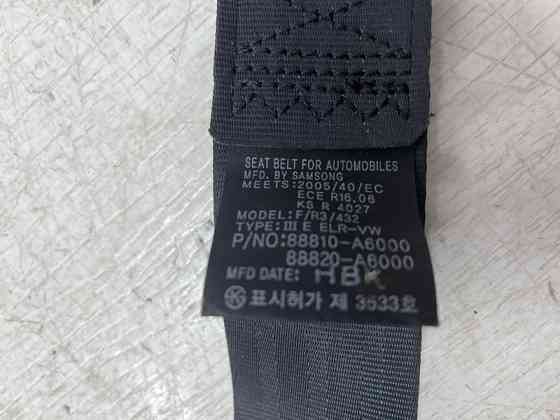 SEAT BELT FOR AUTOMOBILES
MFD. BY SAMSONG
MEETS:2005/40/EC
ECE R16.06
KS R 4027
MODEL:F/R3/432
TYPE: III E ELR-VW
P/NO:88810-A6000
88820-A6000
MFD DATE: HBK
표시허가 제 3533호